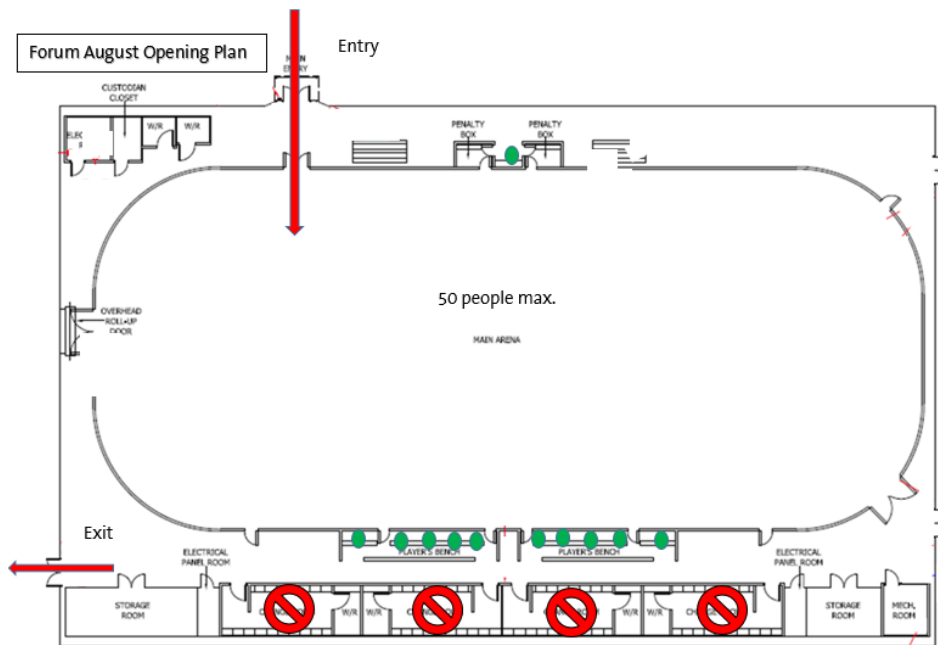 Forum August Opening Plan
Entry
MAIN
ENTRY
CUSTODIAN
CLOSET
W/R
W/R
PENALTY
BOX
PENALTY
BOX
50 people max.
OVERHEAD
ROLL-UP
DOOR
MAIN ARENA
Exit
PLAYER'S BENCH
PLAYER'S BENCH
ELECTRICAL
PANEL ROOM
ELECTRICAL
PANEL ROOM
STORAGE
ROOM
W/R
W/R
W/R
W/R
STORAGE
ROOM
MECH.
ROOM